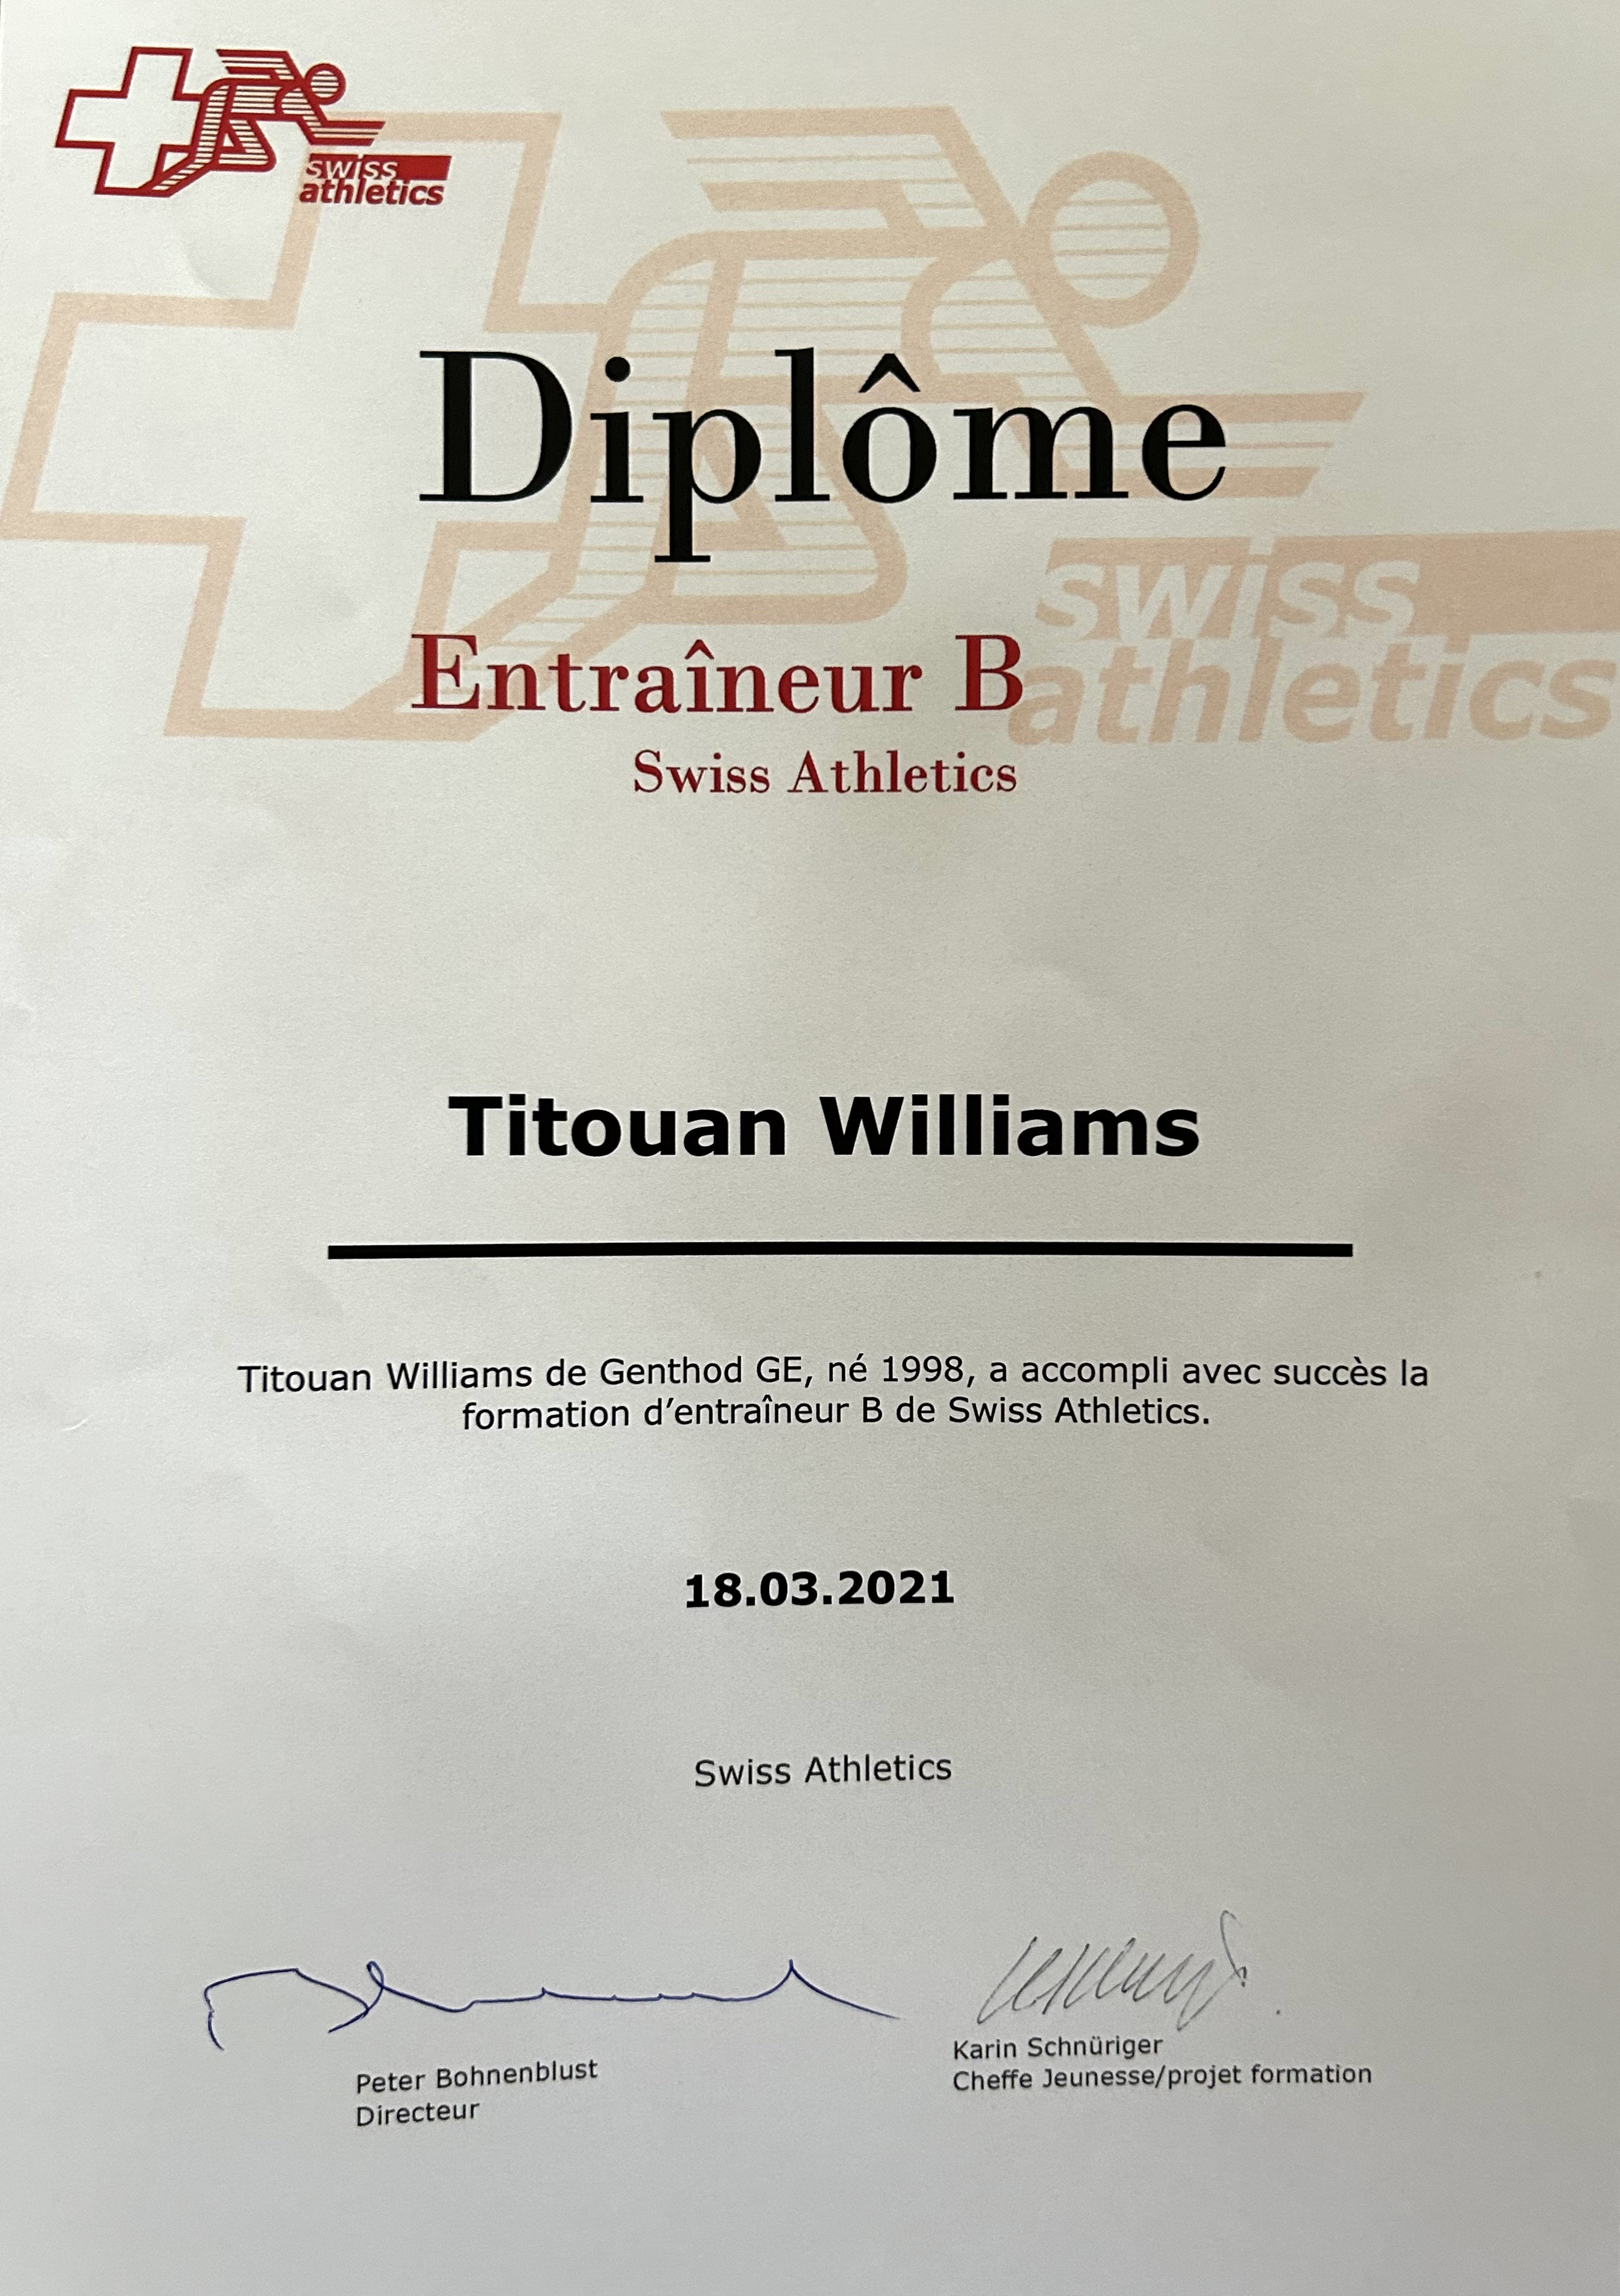 swiss
athletics
swiss
athletics
Diplôme
Entraîneur B
Swiss Athletics
Titouan Williams
Titouan Williams de Genthod GE, né 1998, a accompli avec succès la
formation d’entraîneur B de Swiss Athletics.
18.03.2021
Swiss Athletics
Peter Bohnenblust
Directeur
Karin Schnüriger
Cheffe Jeunesse/projet formation